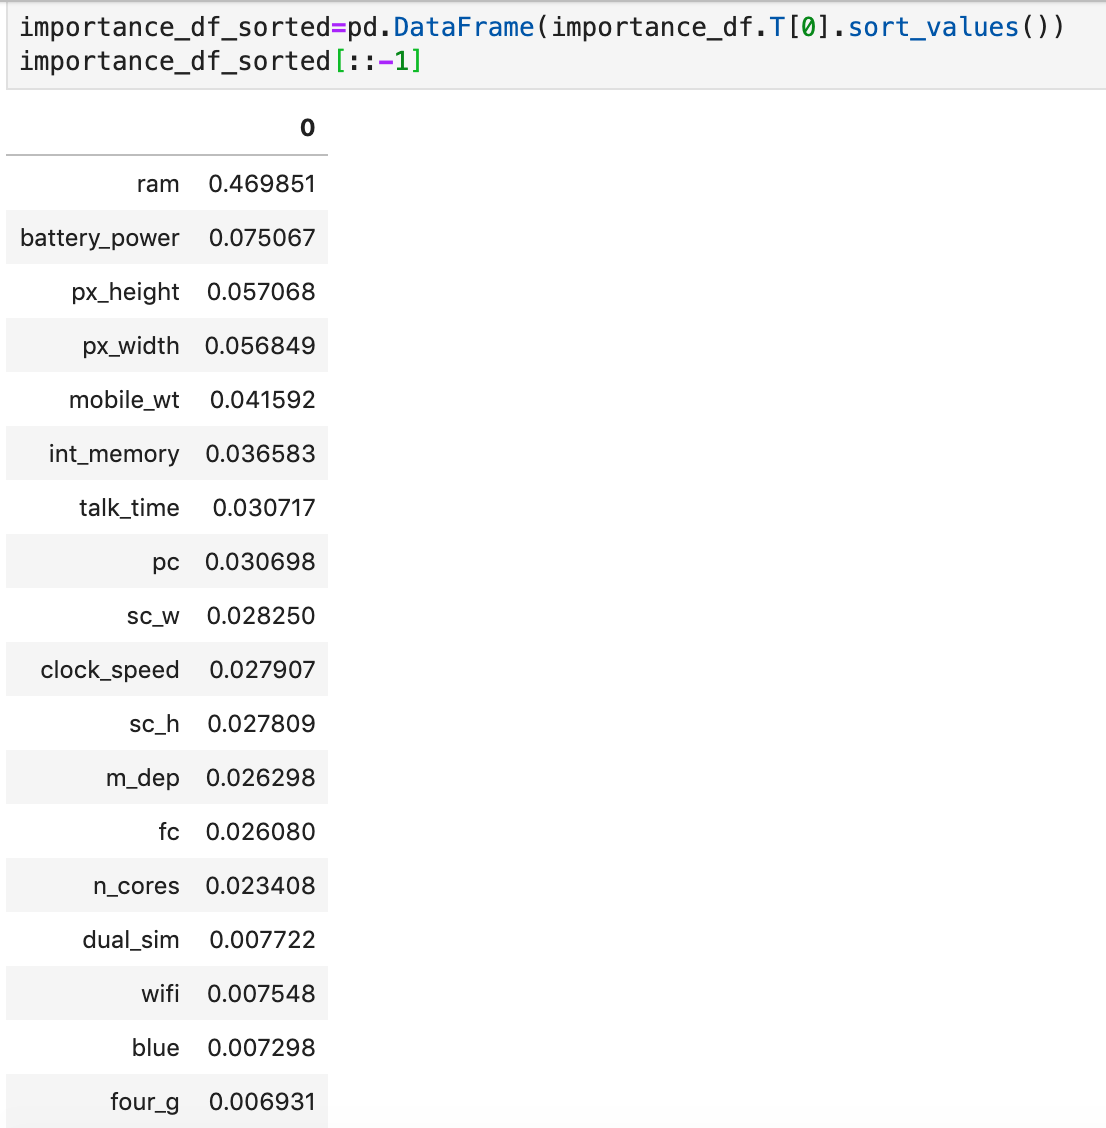 importance_df_sorted=pd.DataFrame(importance_df.T[0].sort_values())
importance_df_sorted[::-1]
0
ram 0.469851
battery_power 0.075067
px_height 0.057068
px_width 0.056849
mobile_wt 0.041592
int_memory 0.036583
talk_time 0.030717
pc 0.030698
sc_w 0.028250
clock_speed 0.027907
sc_h 0.027809
m_dep 0.026298
fc 0.026080
n_cores 0.023408
dual_sim 0.007722
wifi 0.007548
blue 0.007298
four_g 0.006931